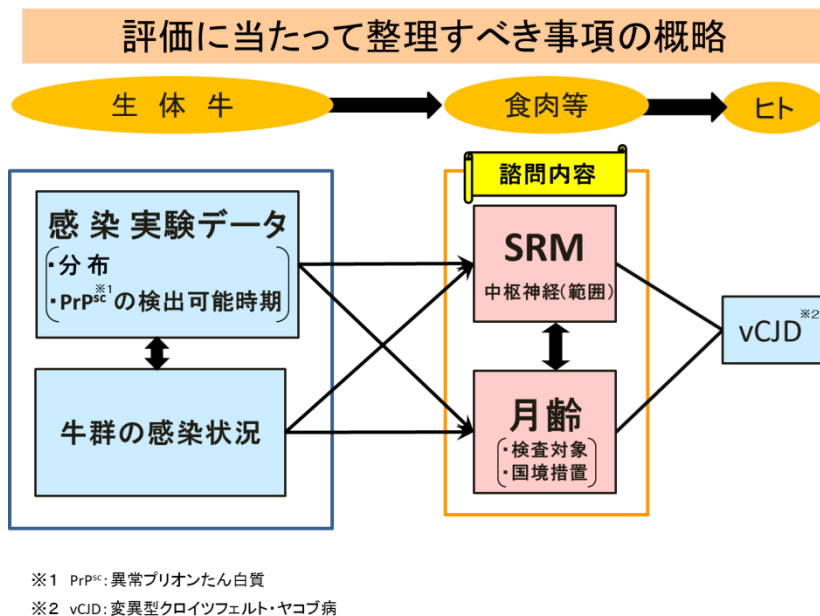 評価に当たって整理すべき事項の概略
生 体 牛
食肉等
ヒト
諮問内容
感 染 実験データ
・分 布
・PrPsc※1の検出可能時期
牛群の感染状況
SRM
中枢神経(範囲)
月齢
・検査対象
・国境措置
vCJD※2
※1 PrPsc:異常プリオンたん白質
※2 vCJD:変異型クロイツフェルト・ヤコブ病